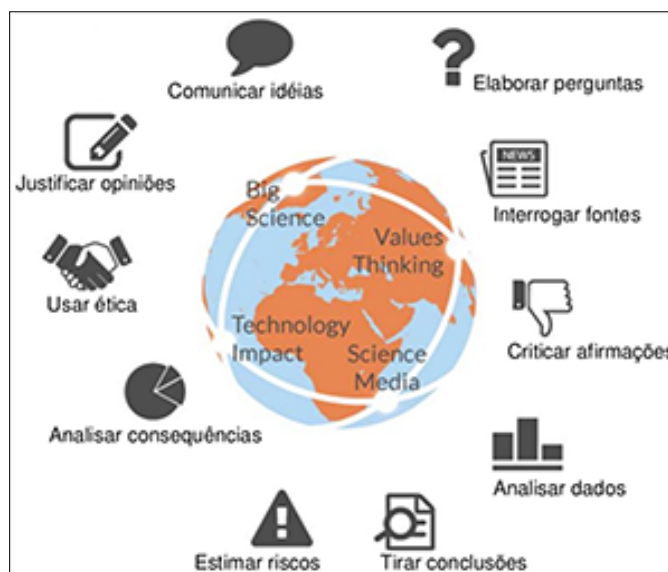 Comunicar idéias
Elaborar perguntas
Justificar opiniões
NEWS
Interrogar fontes
Big
Science
Values
Thinking
Usar ética
Technology
Impact
Science
Media
Criticar afirmações
Analisar consequências
Analisar dados
Estimar riscos
Tirar conclusões